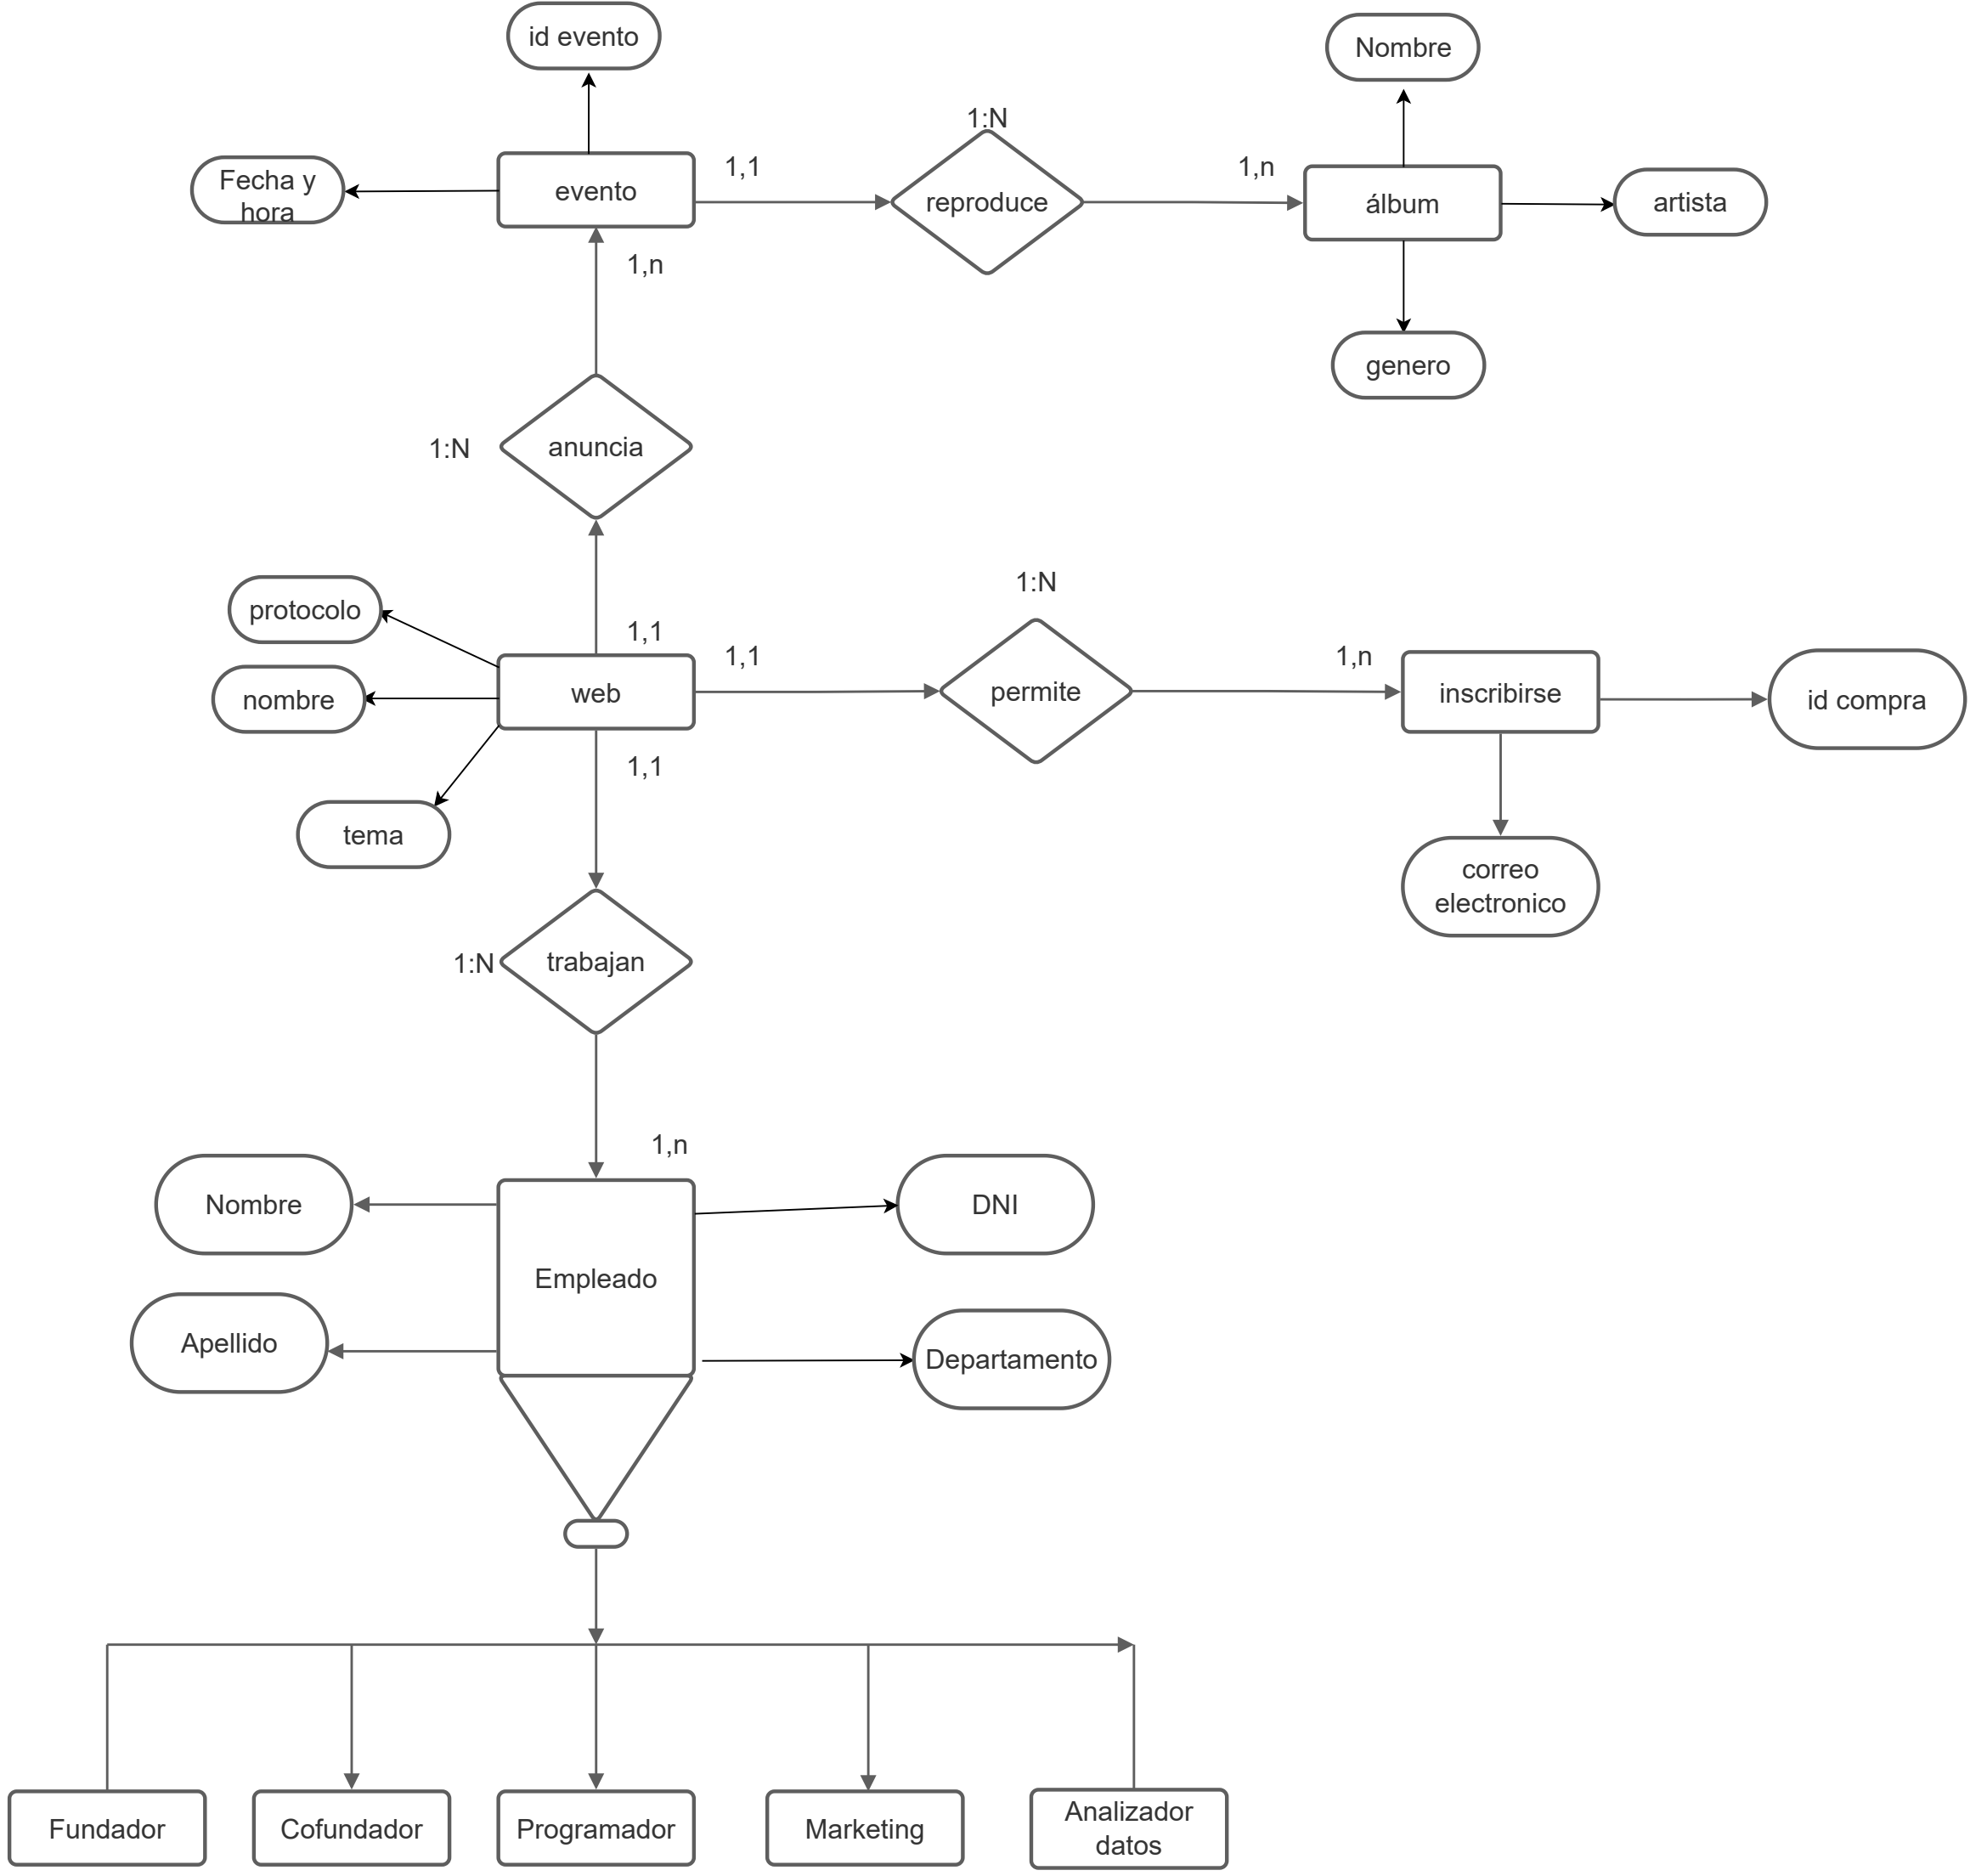 id evento
Nombre
1:N
Fecha y
hora
evento
1,1
reproduce
1,n
álbum
artista
1,n
genero
1:N
anuncia
1:N
protocolo
1,1
1,1
1,n
nombre
web
permite
inscribirse
id compra
1,1
tema
correo
electronico
1:N
trabajan
1,n
Nombre
DNI
Empleado
Apellido
Departamento
Fundador
Cofundador
Programador
Marketing
Analizador
datos